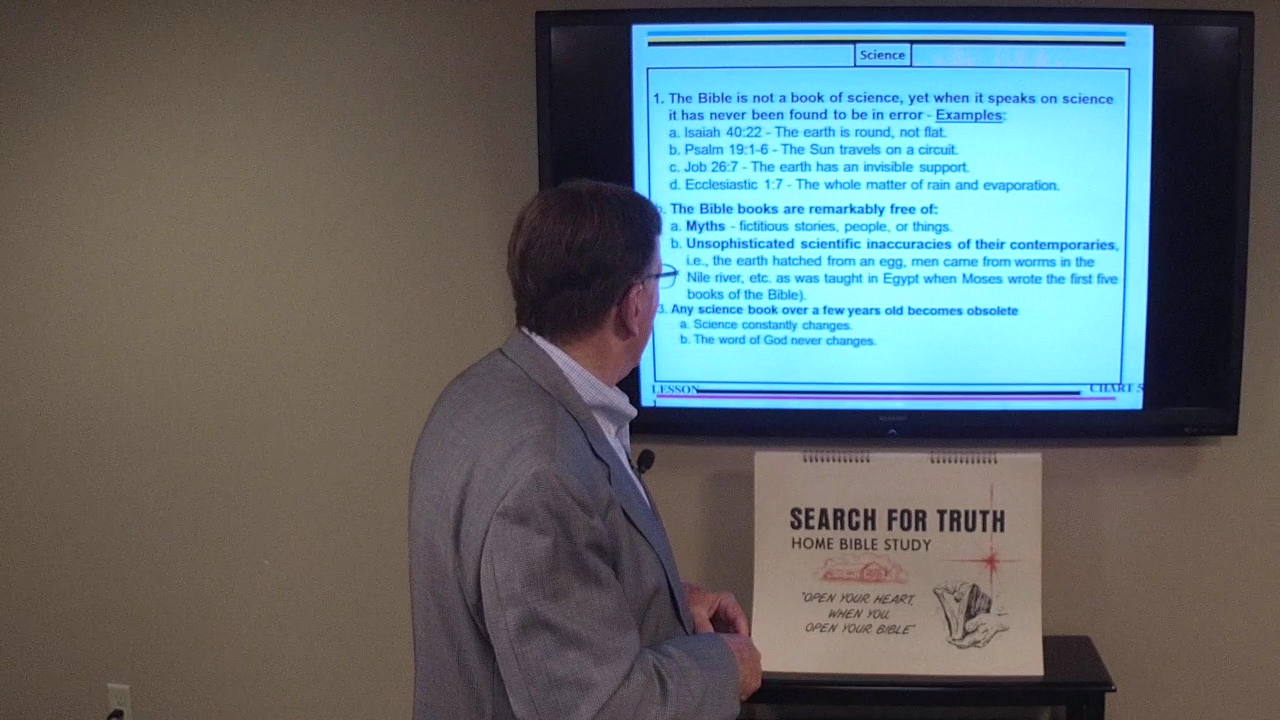 Science
1. The Bible is not a book of science, yet when it speaks on science
it has never been found to be in error - Examples:
a. Isaiah 40:22 - The earth is round, not flat.
b. Psalm 19:1-6 - The Sun travels on a circuit.
c. Job 26:7 - The earth has an invisible support.
d. Ecclesiastic 1:7 - The whole matter of rain and evaporation.
The Bible books are remarkably free of:
a. Myths - fictitious stories, people, or things.
b. Unsophisticated scientific inaccuracies of their contemporaries,
i.e., the earth hatched from an egg, men came from worms in the
Nile river, etc. as was taught in Egypt when Moses wrote the first five
books of the Bible).
3. Any science book over a few years old becomes obsolete
a. Science constantly changes.
b. The word of God never changes.
LESSON CHART 5
1
SEARCH FOR TRUTH
HOME BIBLE STUDY
"OPEN YOUR HEART,
WHEN YOU
OPEN YOUR BIBLE"